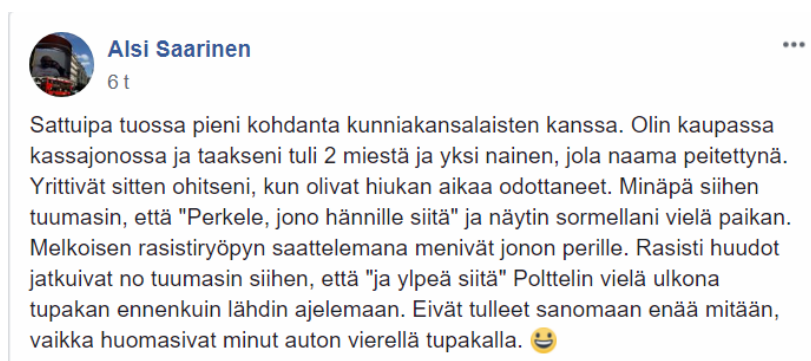 Alsi Saarinen
6 t
Sattuipa tuossa pieni kohdanta kunniakansalaisten kanssa. Olin kaupassa
kassajonossa ja taakseni tuli 2 miestä ja yksi nainen, jola naama peitettynä.
Yrittivät sitten ohitseni, kun olivat hiukan aikaa odottaneet. Minäpä siihen
tuumasin, että "Perkele, jono hännille siitä" ja näytin sormellani vielä paikan.
Melkoisen rasistiryöpyn saattelemana menivät jonon perille. Rasisti huudot
jatkuivat no tuumasin siihen, että "ja ylpeä siitä" Polttelin vielä ulkona
tupakan ennenkuin lähdin ajelemaan. Eivät tulleet sanomaan enää mitään,
vaikka huomasivat minut auton vierellä tupakalla. 😀